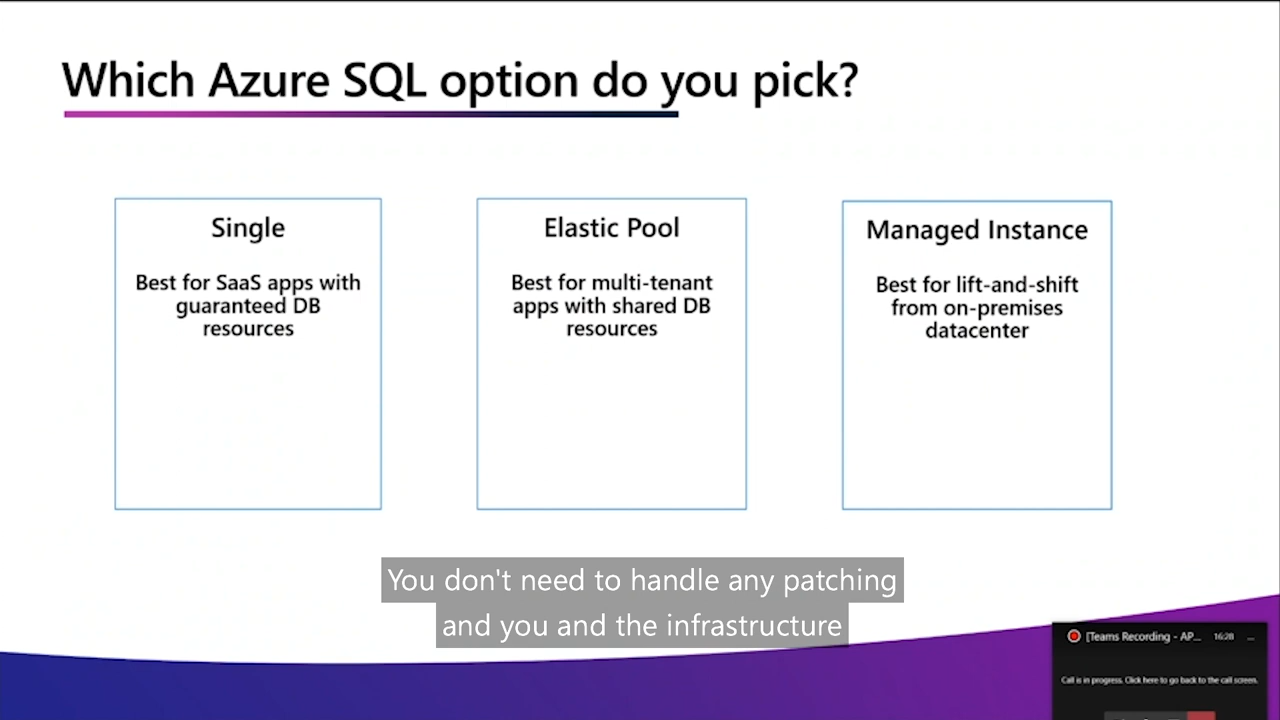 Which Azure SQL option do you pick?
Single
Best for SaaS apps with
guaranteed DB
resources
Elastic Pool
Best for multi-tenant
apps with shared DB
resources
Managed Instance
Best for lift-and-shift
from on-premises
datacenter
You don't need to handle any patching
and you and the infrastructure
[Teams Recording - AP... 16:28 ...
Call is in progress. Click here to go back to the call screen.